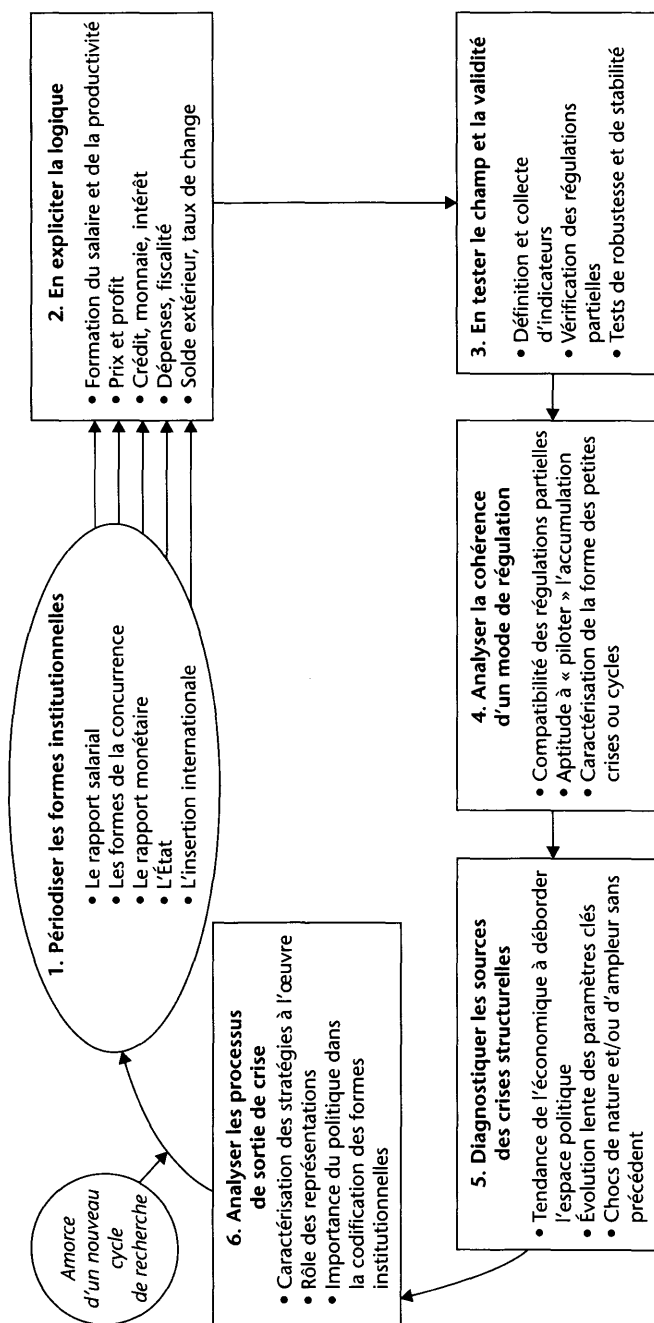 1. Périodiser les formes institutionnelles
• Le rapport salarial
• Les formes de la concurrence
• Le rapport monétaire
• L'État
• L'insertion internationale
2. En expliciter la logique
• Formation du salaire et de la productivité
• Prix et profit
• Crédit, monnaie, intérêt
• Dépenses, fiscalité
• Solde extérieur, taux de change
3. En tester le champ et la validité
• Définition et collecte
d'indicateurs
• Vérification des régulations
partielles
• Tests de robustesse et de stabilité
4. Analyser la cohérence
d'un mode de régulation
• Compatibilité des régulations partielles
• Aptitude à « piloter » l'accumulation
• Caractérisation de la forme des petites
crises ou cycles
5. Diagnostiquer les sources
des crises structurelles
• Tendance de l'économique à déborder
l'espace politique
• Évolution lente des paramètres clés
• Chocs de nature et/ou d'ampleur sans
précédent
6. Analyser les processus
de sortie de crise
• Caractérisation des stratégies à l'œuvre
• Rôle des représentations
• Importance du politique dans
la codification des formes
institutionnelles
Amorce
d'un nouveau
cycle
de recherche